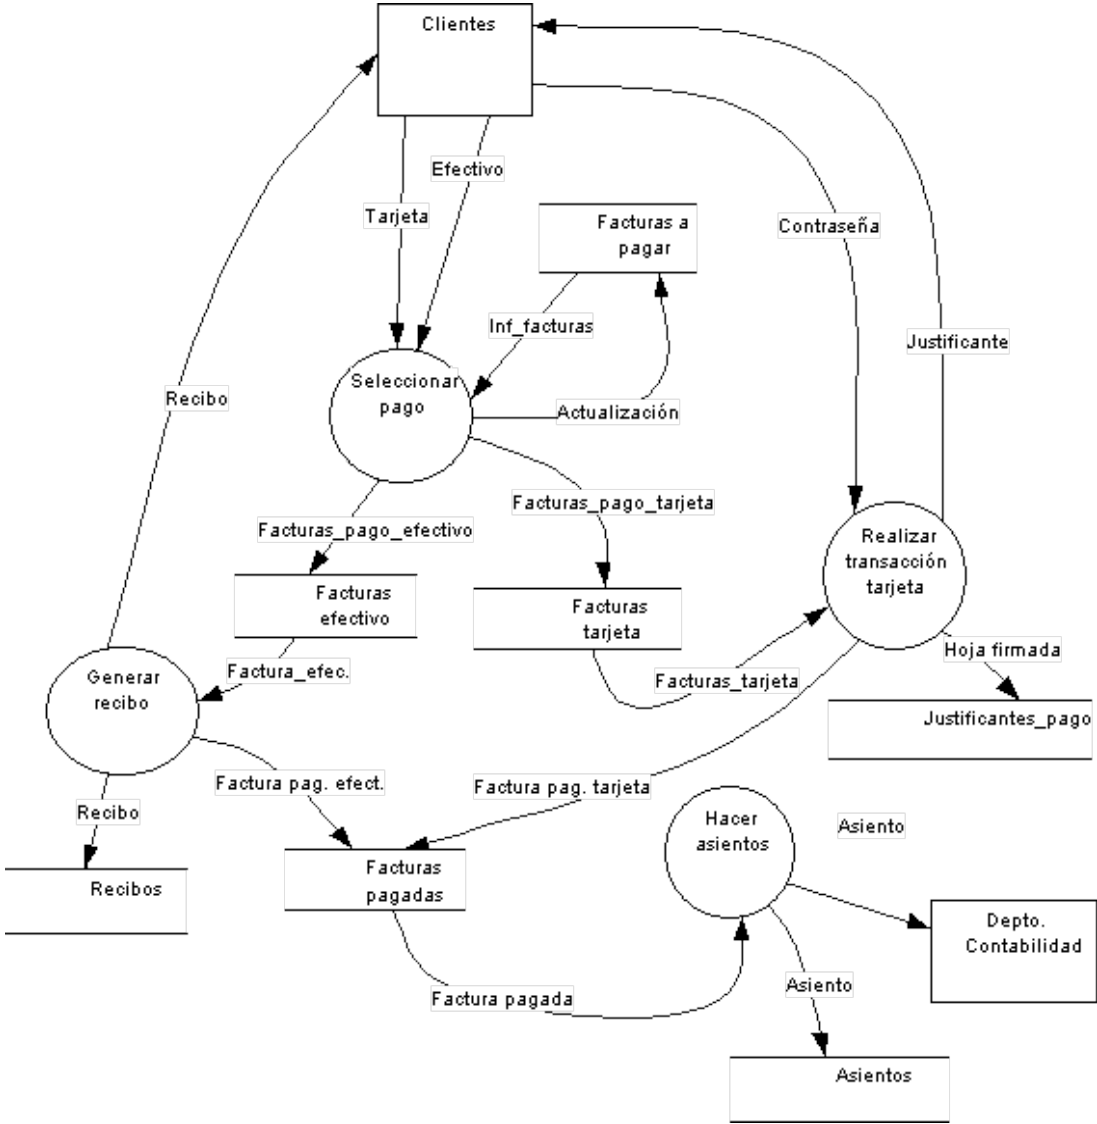 Clientes
Efectivo
Tarjeta
Facturas a
pagar
Contraseña
Inf_facturas
Justificante
Seleccionar
pago
Recibo
Actualización
Facturas_pago_tarjeta
Facturas_pago_efectivo
Realizar
transacción
tarjeta
Facturas
efectivo
Facturas
tarjeta
Hoja firmada
Factura_efec.
Facturas_tarjeta
Generar
recibo
Justificantes_pago
Factura pag. efect.
Factura pag. tarjeta
Recibo
Hacer
asientos
Asiento
Facturas
pagadas
Recibos
Depto.
Contabilidad
Factura pagada
Asiento
Asientos